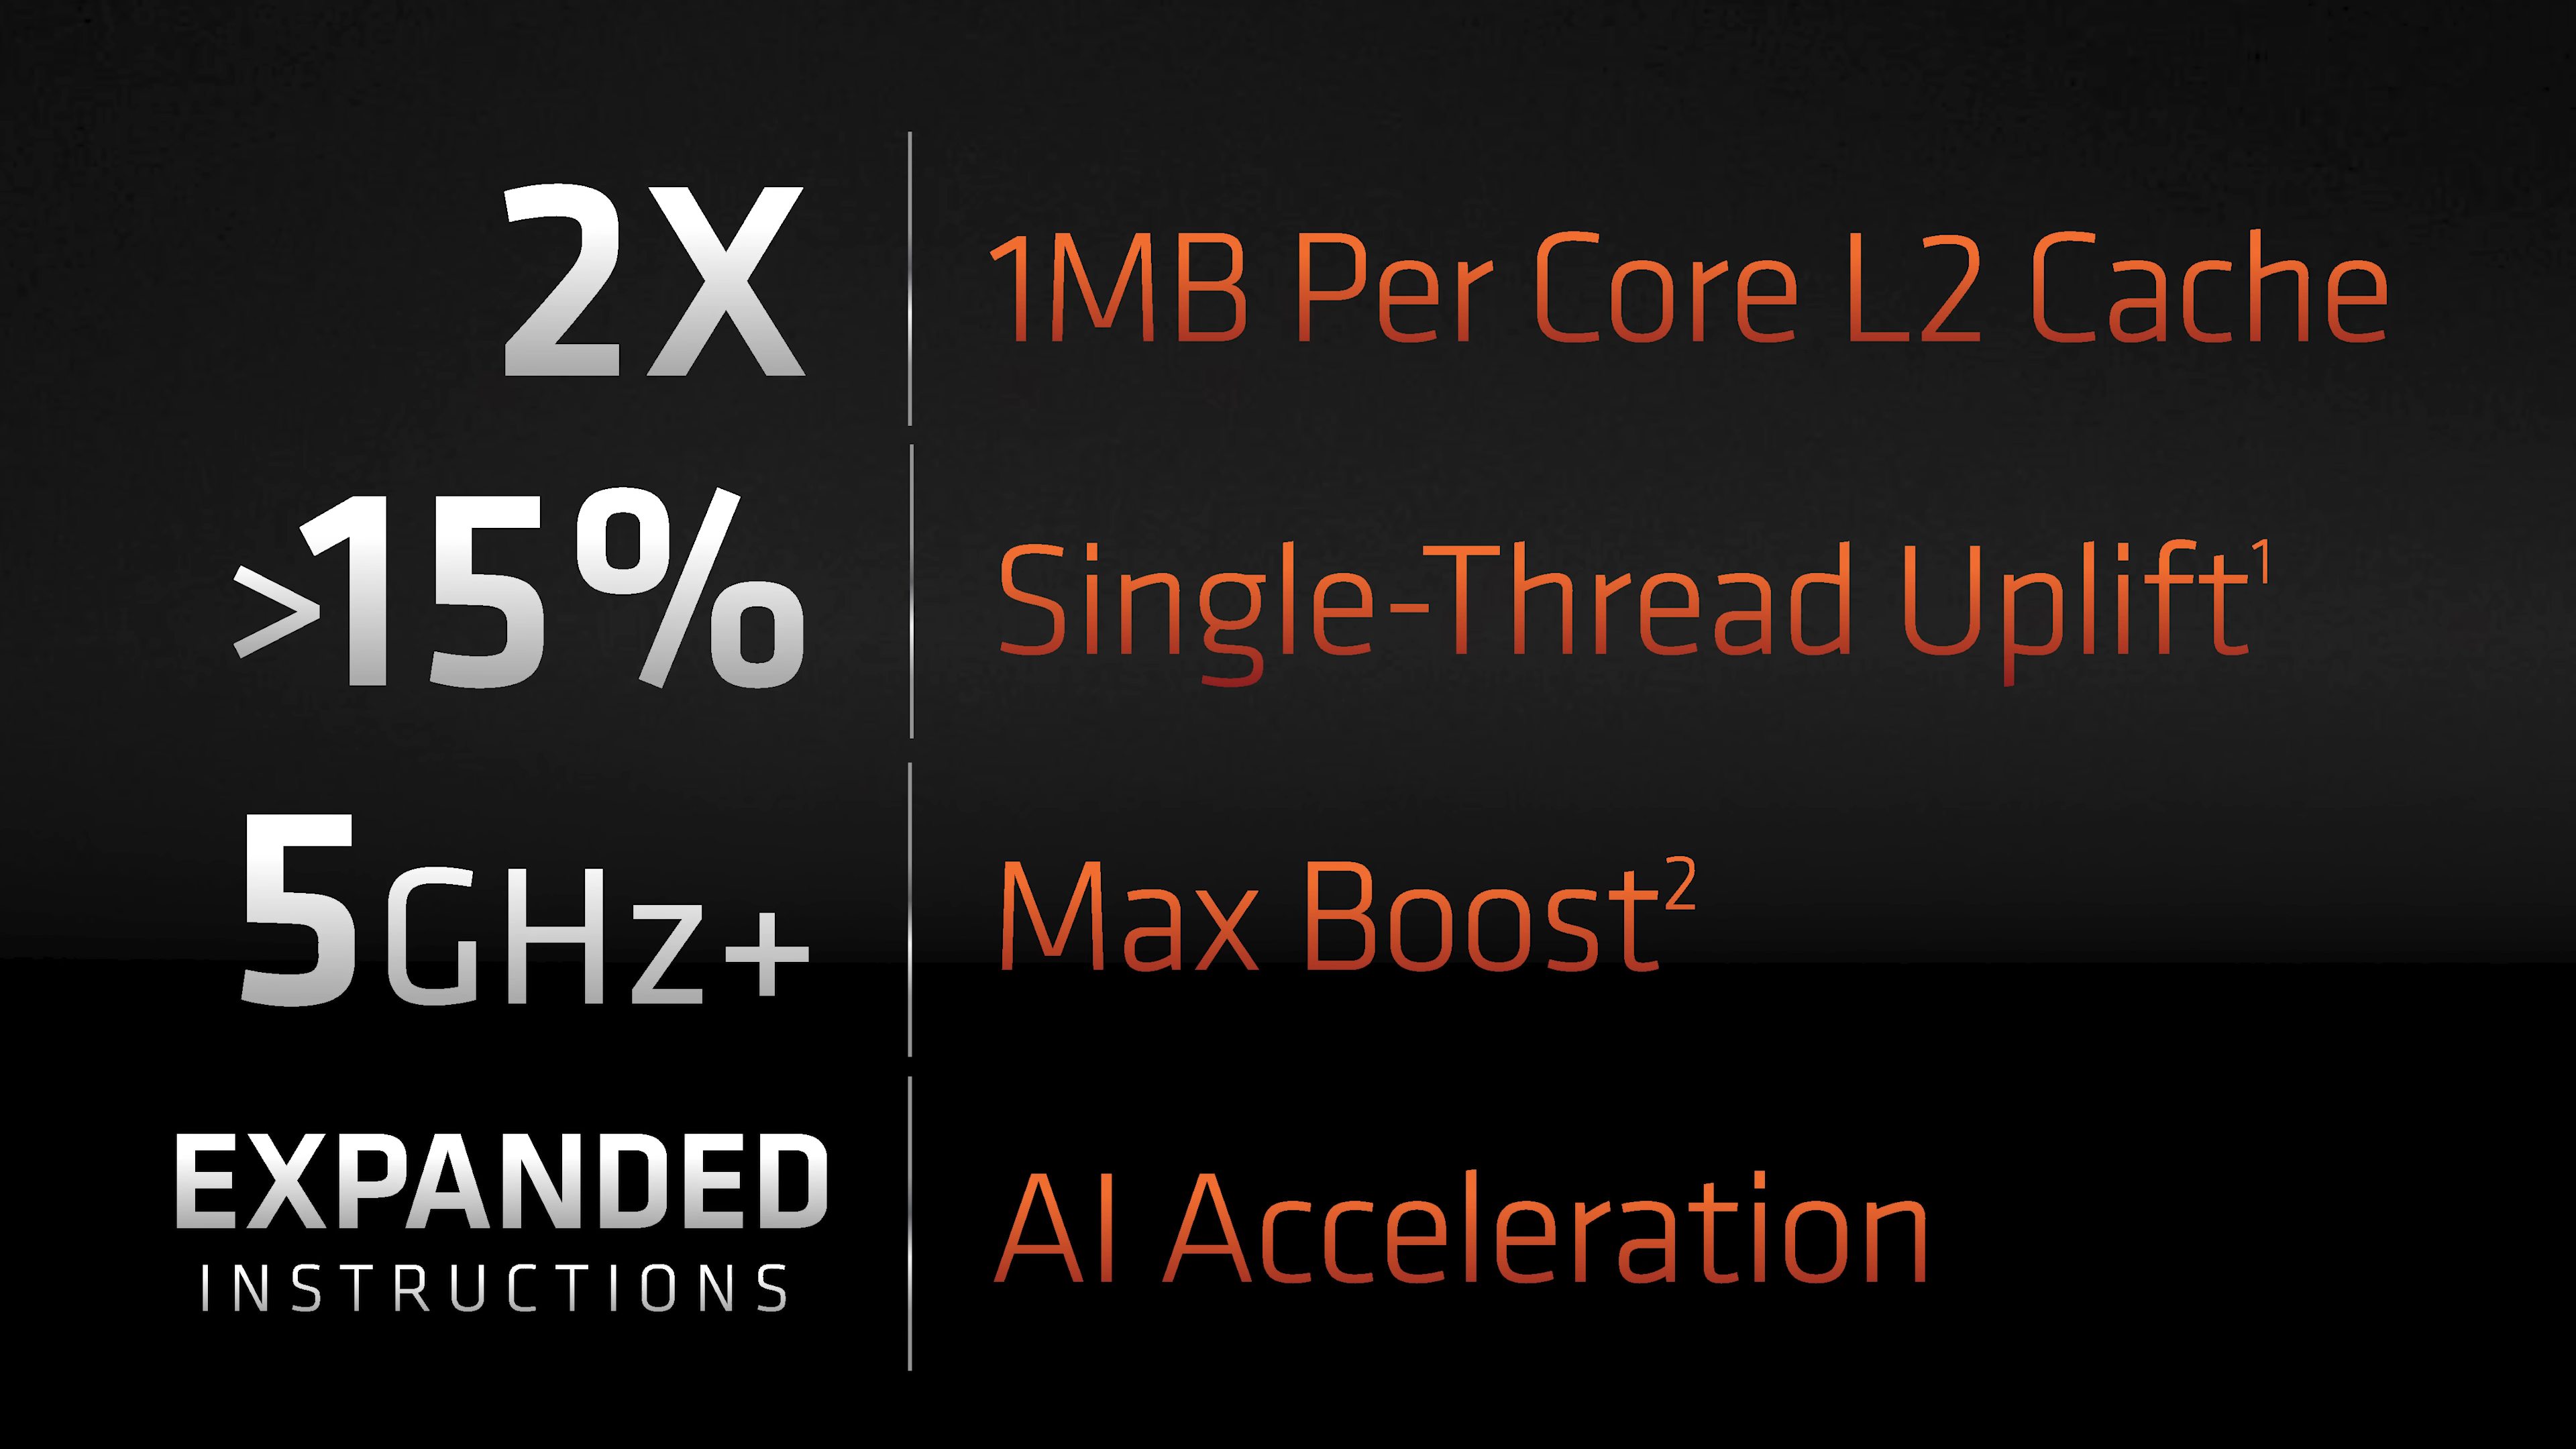 2X
1MB Per Core L2 Cache
>15%
Single-Thread Uplift¹
5GHz+
Max Boost²
EXPANDED
INSTRUCTIONS
AI Acceleration